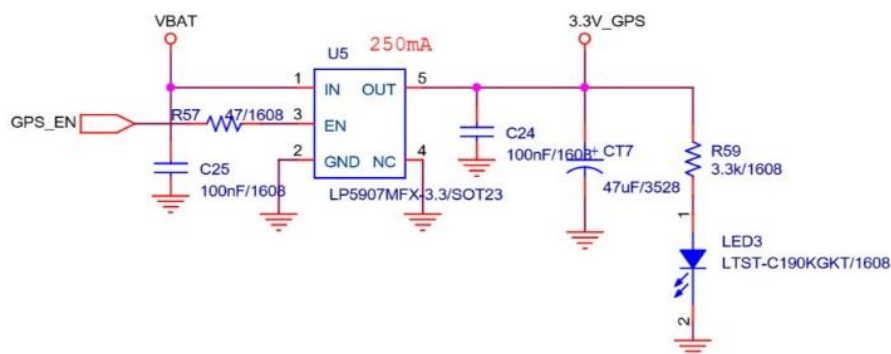 VBAT
3.3V_GPS
U5
250mA
1
IN
OUT
5
GPS_EN
R57
47/1608
3
EN
2
GND
NC
4
C25
100nF/1608
LP5907MFX-3.3/SOT23
C24
100nF/1608
+
CT7
47uF/3528
R59
3.3k/1608
1
LED3
LTST-C190KGKT/1608
2